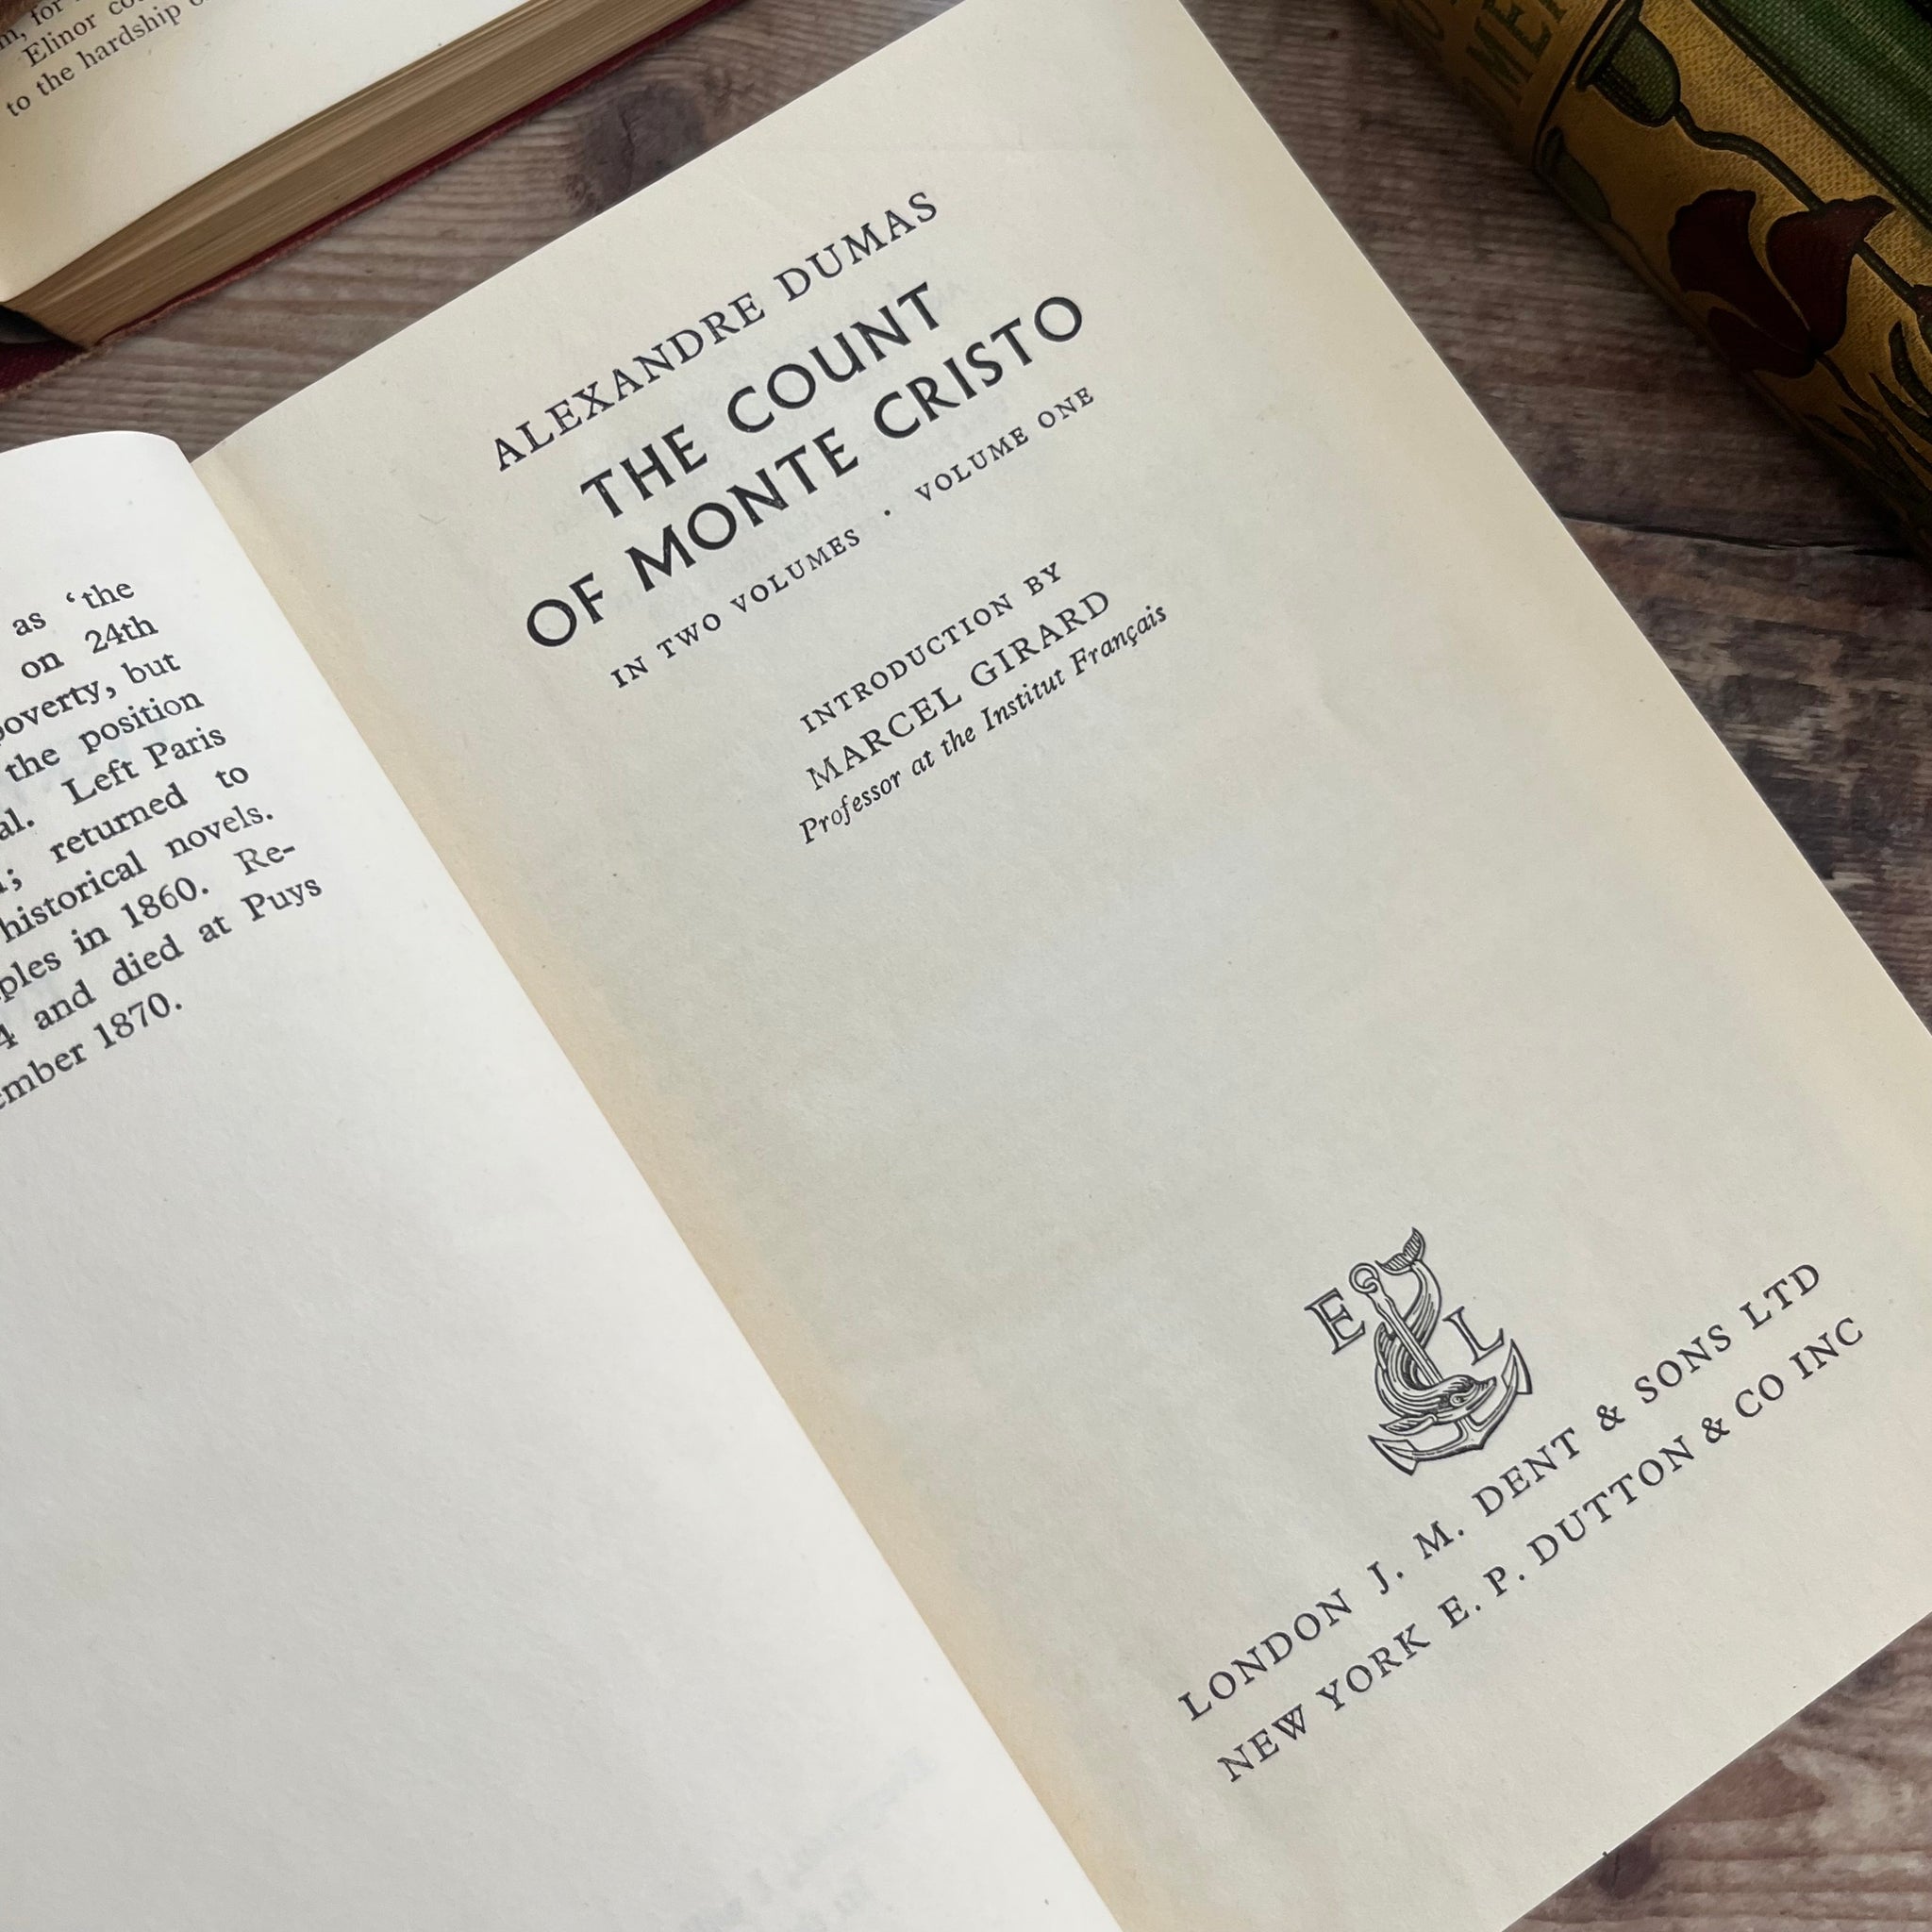 for
Elinor
to the hardship
as ‘the
on 24th
poverty, but
the position
al. Left Paris
; returned to
historical novels.
ples in 1860. Re-
4 and died at Puys
ember 1870.
ALEXANDRE DUMAS
THE COUNT
OF MONTE CRISTO
IN TWO VOLUMES · VOLUME ONE
INTRODUCTION BY
MARCEL GIRARD
Professor at the Institut Français
E L
LONDON J. M. DENT & SONS LTD
NEW YORK E. P. DUTTON & CO INC